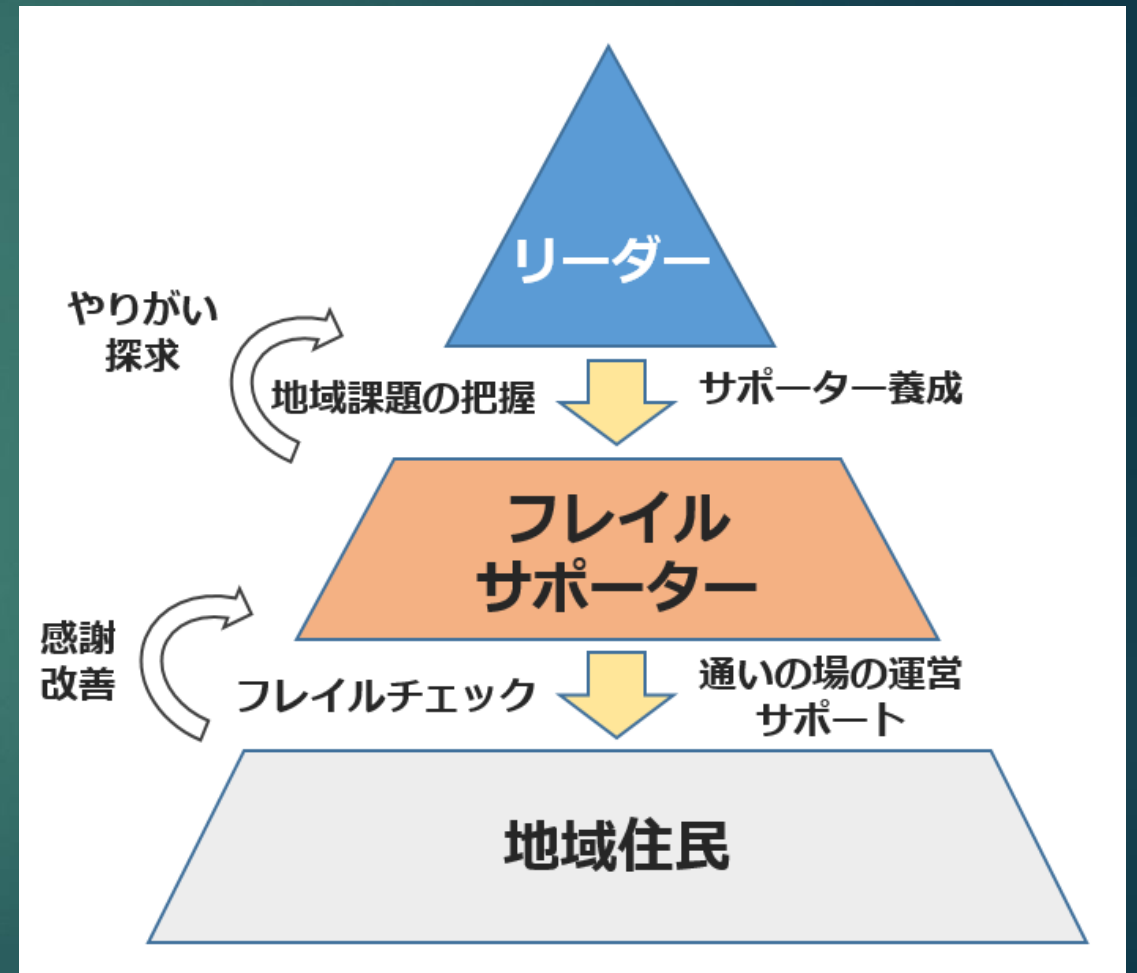 リーダー
やりがい
探求
地域課題の把握
サポーター養成
フレイル
サポーター
感謝
改善
フレイルチェック
通いの場の運営
サポート
地域住民